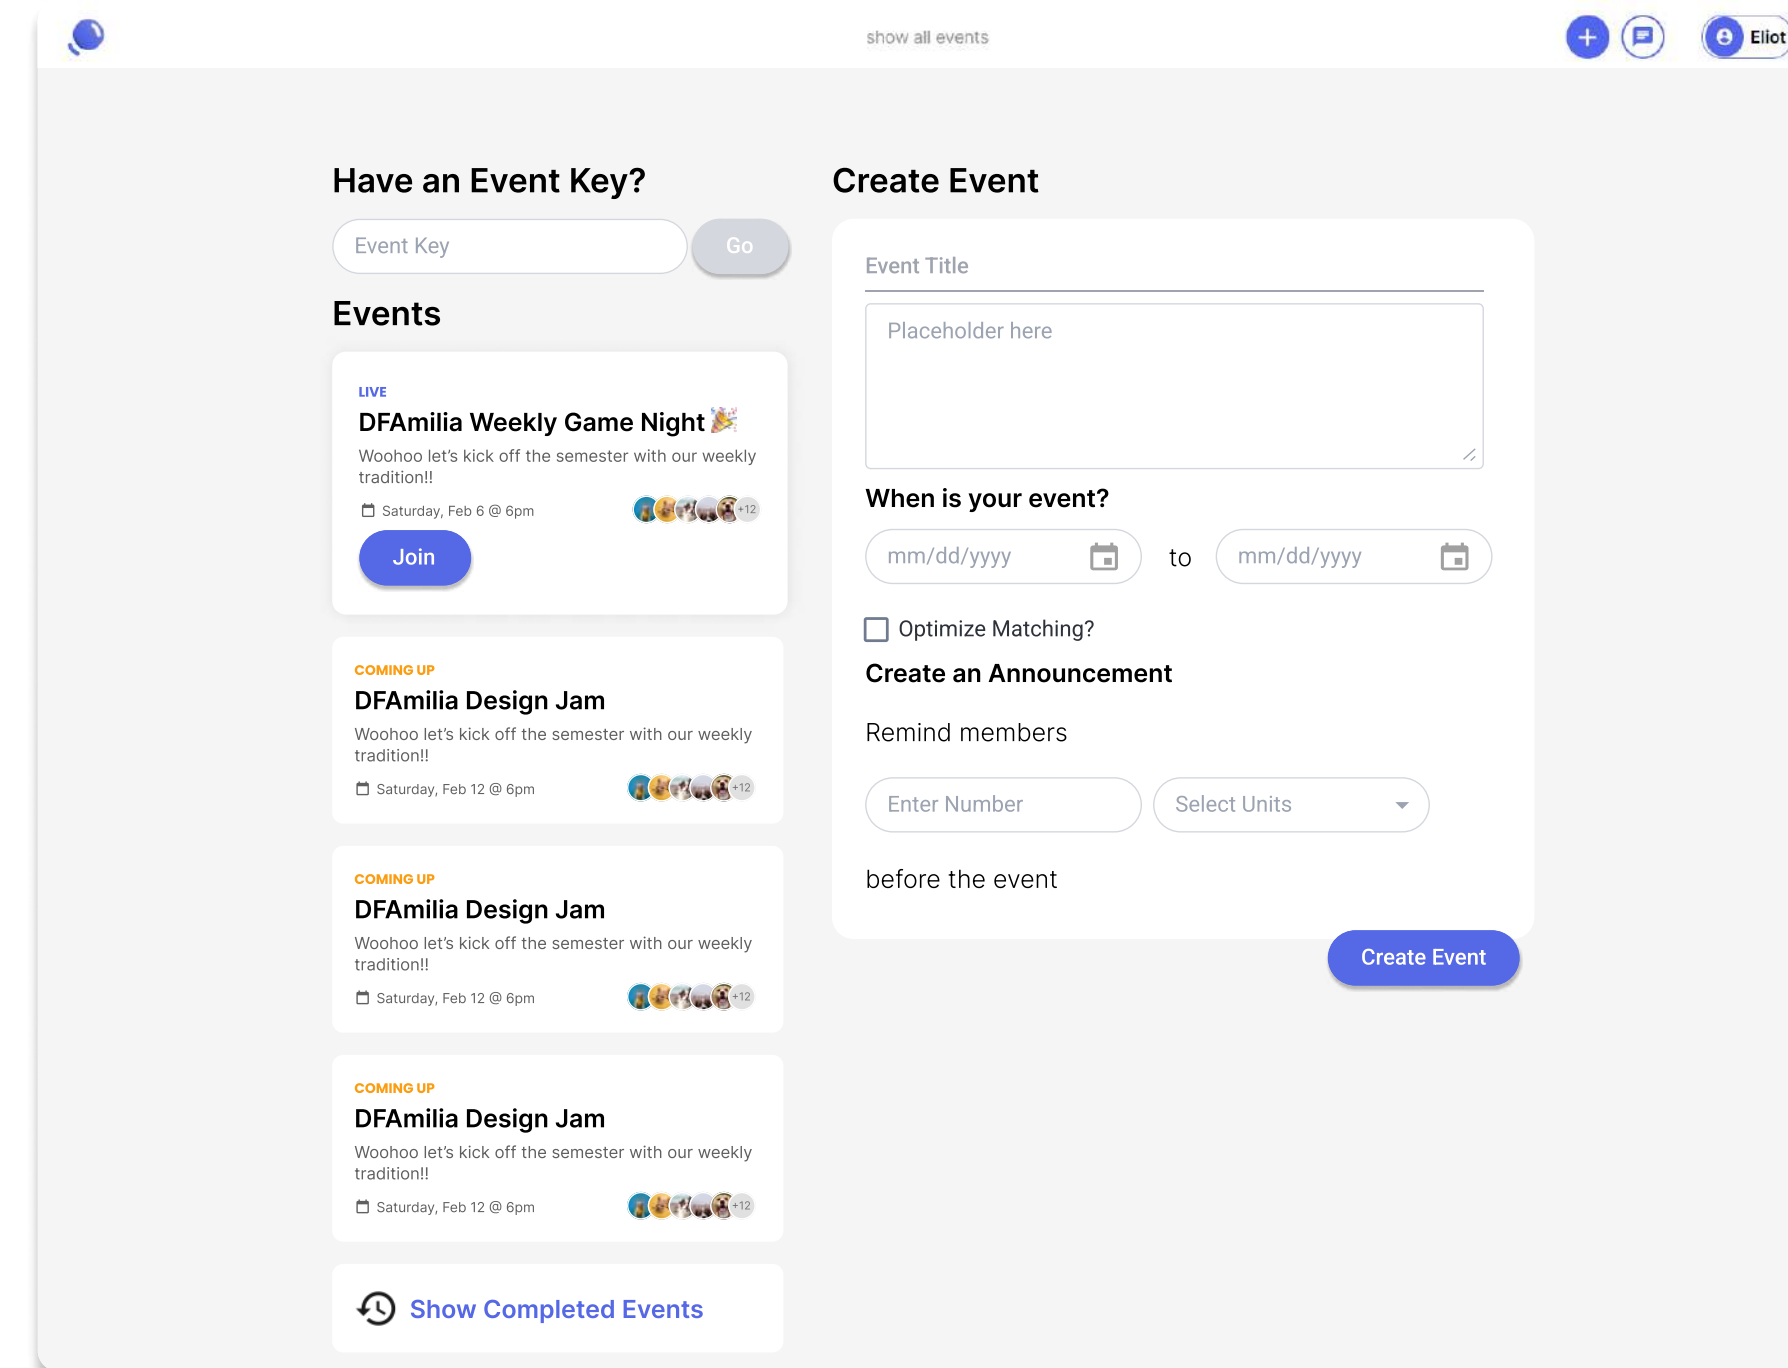 show all events
Eliot
Have an Event Key?
Event Key
Go
Events
LIVE
DFAmilia Weekly Game Night 🎉
Woohoo let's kick off the semester with our weekly
tradition!!
Saturday, Feb 6 @ 6pm
+12
Join
COMING UP
DFAmilia Design Jam
Woohoo let's kick off the semester with our weekly
tradition!!
Saturday, Feb 12 @ 6pm
+12
COMING UP
DFAmilia Design Jam
Woohoo let's kick off the semester with our weekly
tradition!!
Saturday, Feb 12 @ 6pm
+12
COMING UP
DFAmilia Design Jam
Woohoo let's kick off the semester with our weekly
tradition!!
Saturday, Feb 12 @ 6pm
+12
Show Completed Events
Create Event
Event Title
Placeholder here
When is your event?
mm/dd/yyyy to mm/dd/yyyy
Optimize Matching?
Create an Announcement
Remind members
Enter Number Select Units
before the event
Create Event